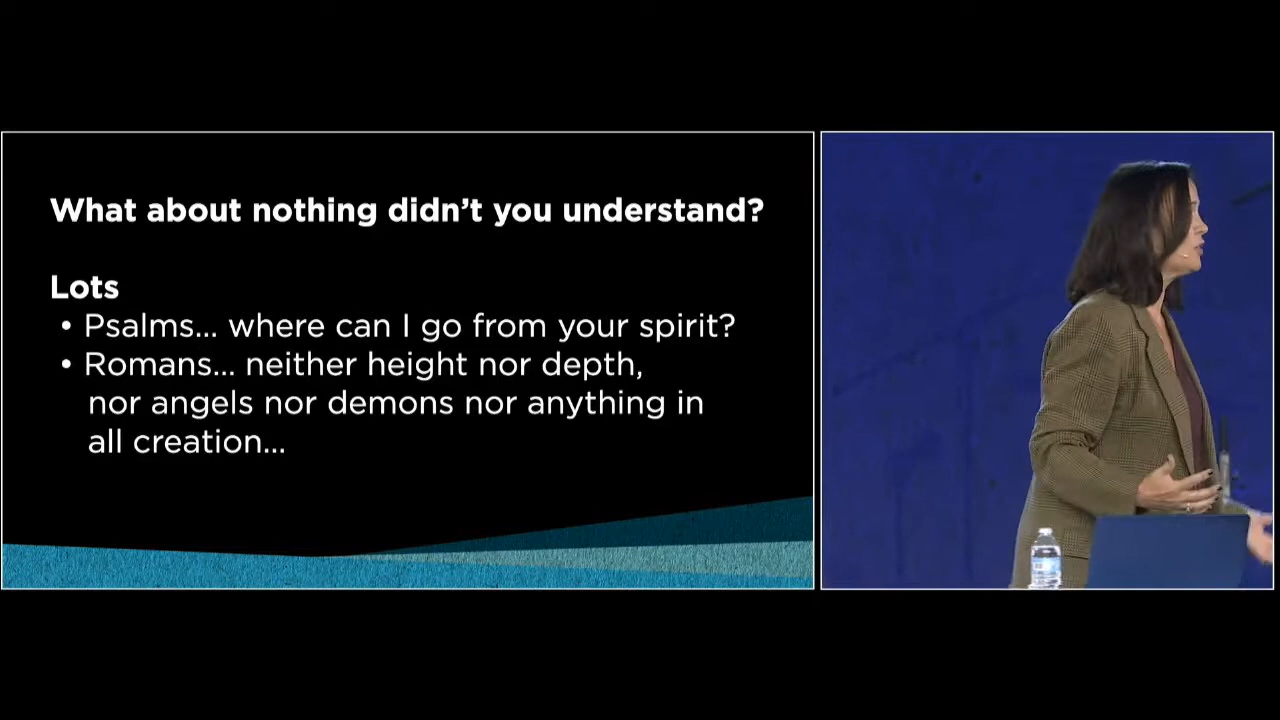 What about nothing didn’t you understand?
Lots
• Psalms... where can I go from your spirit?
• Romans... neither height nor depth,
nor angels nor demons nor anything in
all creation...